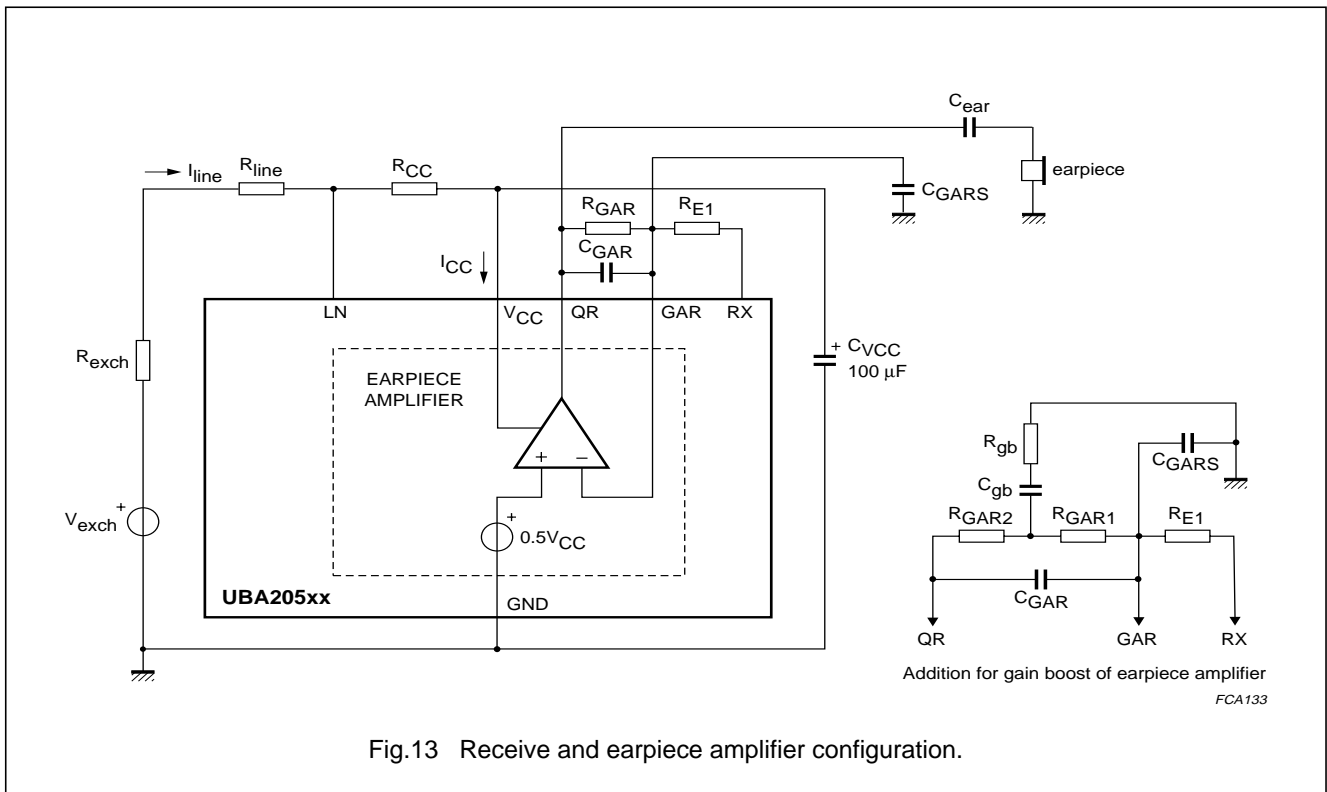 C_ear
I_line
R_line
R_CC
earpiece
C_GARS
R_GAR
R_E1
C_GAR
I_CC
LN
V_CC
QR
GAR
RX
R_exch
EARPIECE
AMPLIFIER
+
C_VCC
100 μF
+
−
R_gb
C_GARS
C_gb
V_exch
+
+
0.5V_CC
R_GAR2
R_GAR1
R_E1
UBA205xx
GND
C_GAR
QR
GAR
RX
Addition for gain boost of earpiece amplifier
FCA133
Fig.13 Receive and earpiece amplifier configuration.